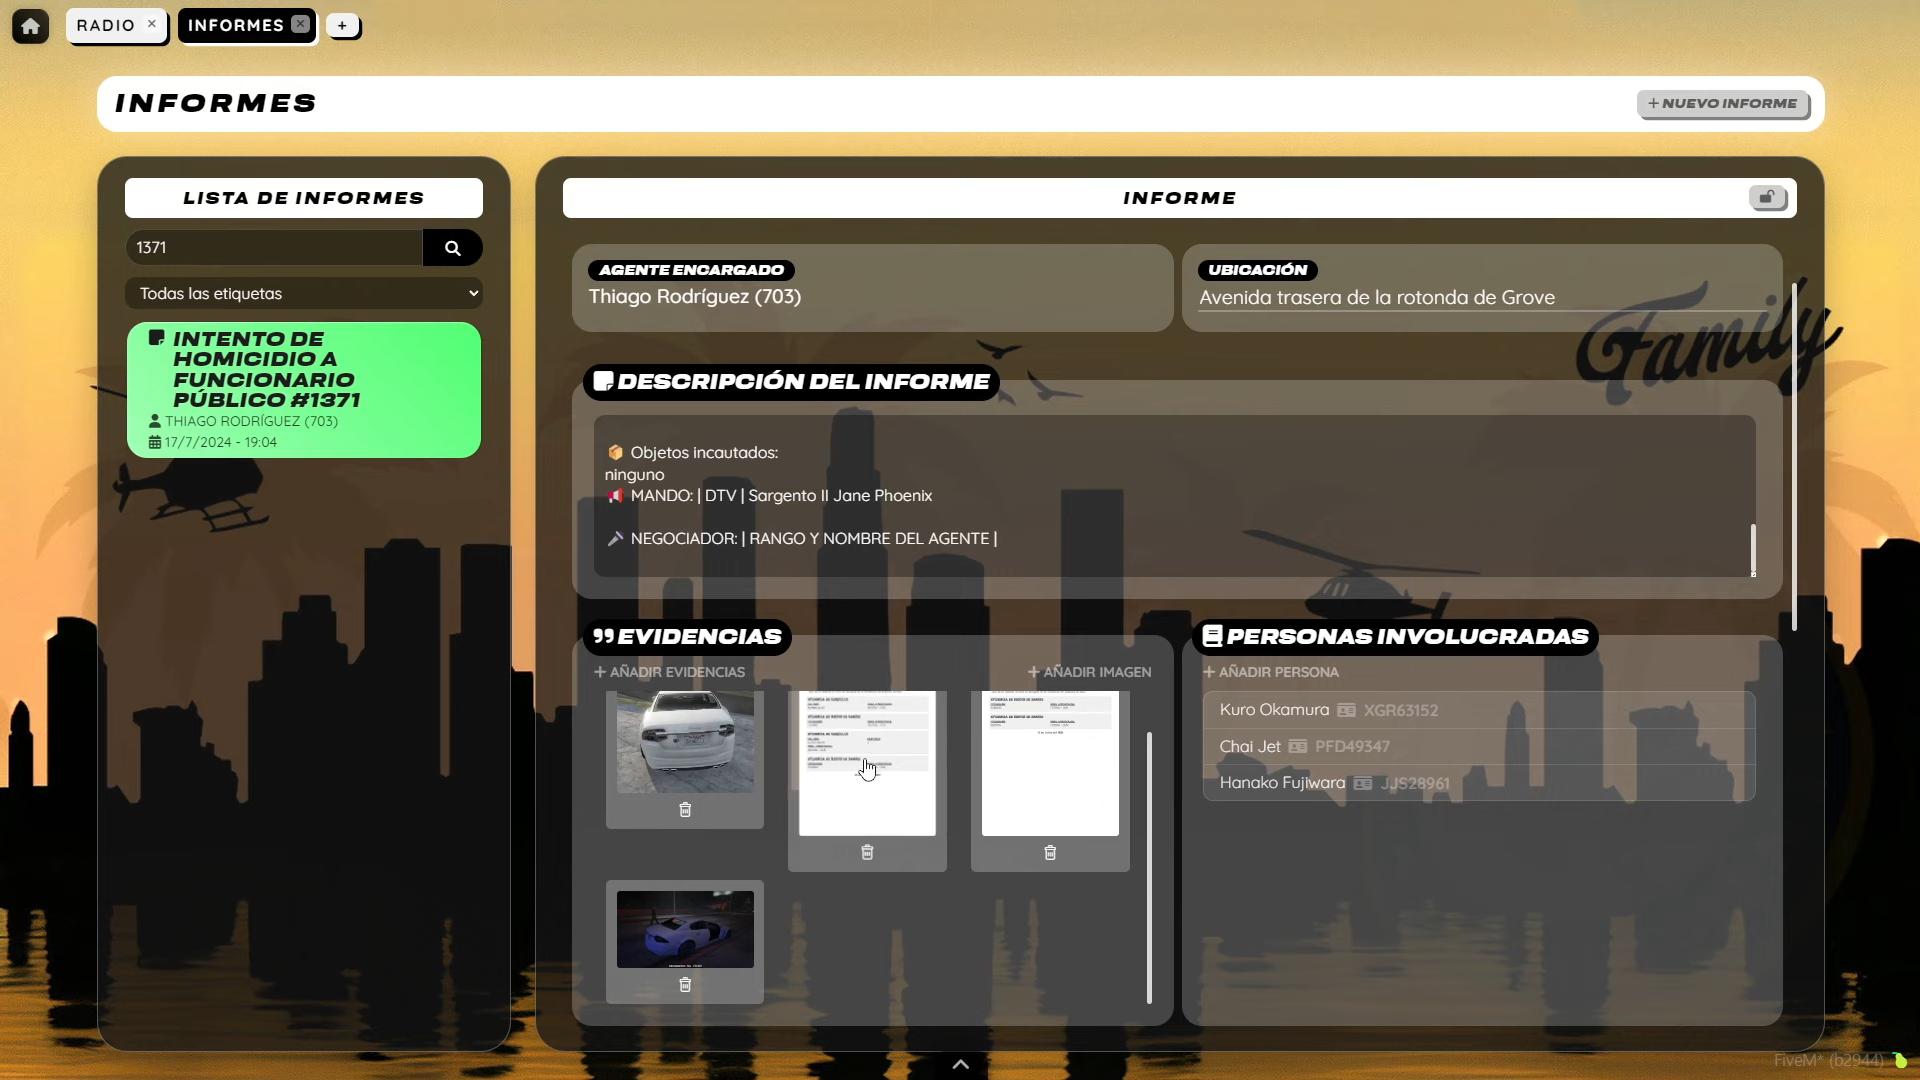 RADIO ×
INFORMES ×
+
INFORMES
+ NUEVO INFORME
LISTA DE INFORMES
1371
Todas las etiquetas
INTENTO DE
HOMICIDIO A
FUNCIONARIO
PÚBLICO #1371
THIAGO RODRÍGUEZ (703)
17/7/2024 - 19:04
INFORME
AGENTE ENCARGADO
Thiago Rodríguez (703)
UBICACIÓN
Avenida trasera de la rotonda de Grove
Family
DESCRIPCIÓN DEL INFORME
📦 Objetos incautados:
ninguno
📢 MANDO: | DTV | Sargento II Jane Phoenix
🎤 NEGOCIADOR: | RANGO Y NOMBRE DEL AGENTE |
EVIDENCIAS
+ AÑADIR EVIDENCIAS
+ AÑADIR IMAGEN
PERSONAS INVOLUCRADAS
+ AÑADIR PERSONA
Kuro Okamura XGR63152
Chai Jet PFD49347
Hanako Fujiwara JJS28961
FiveM* (b2944)